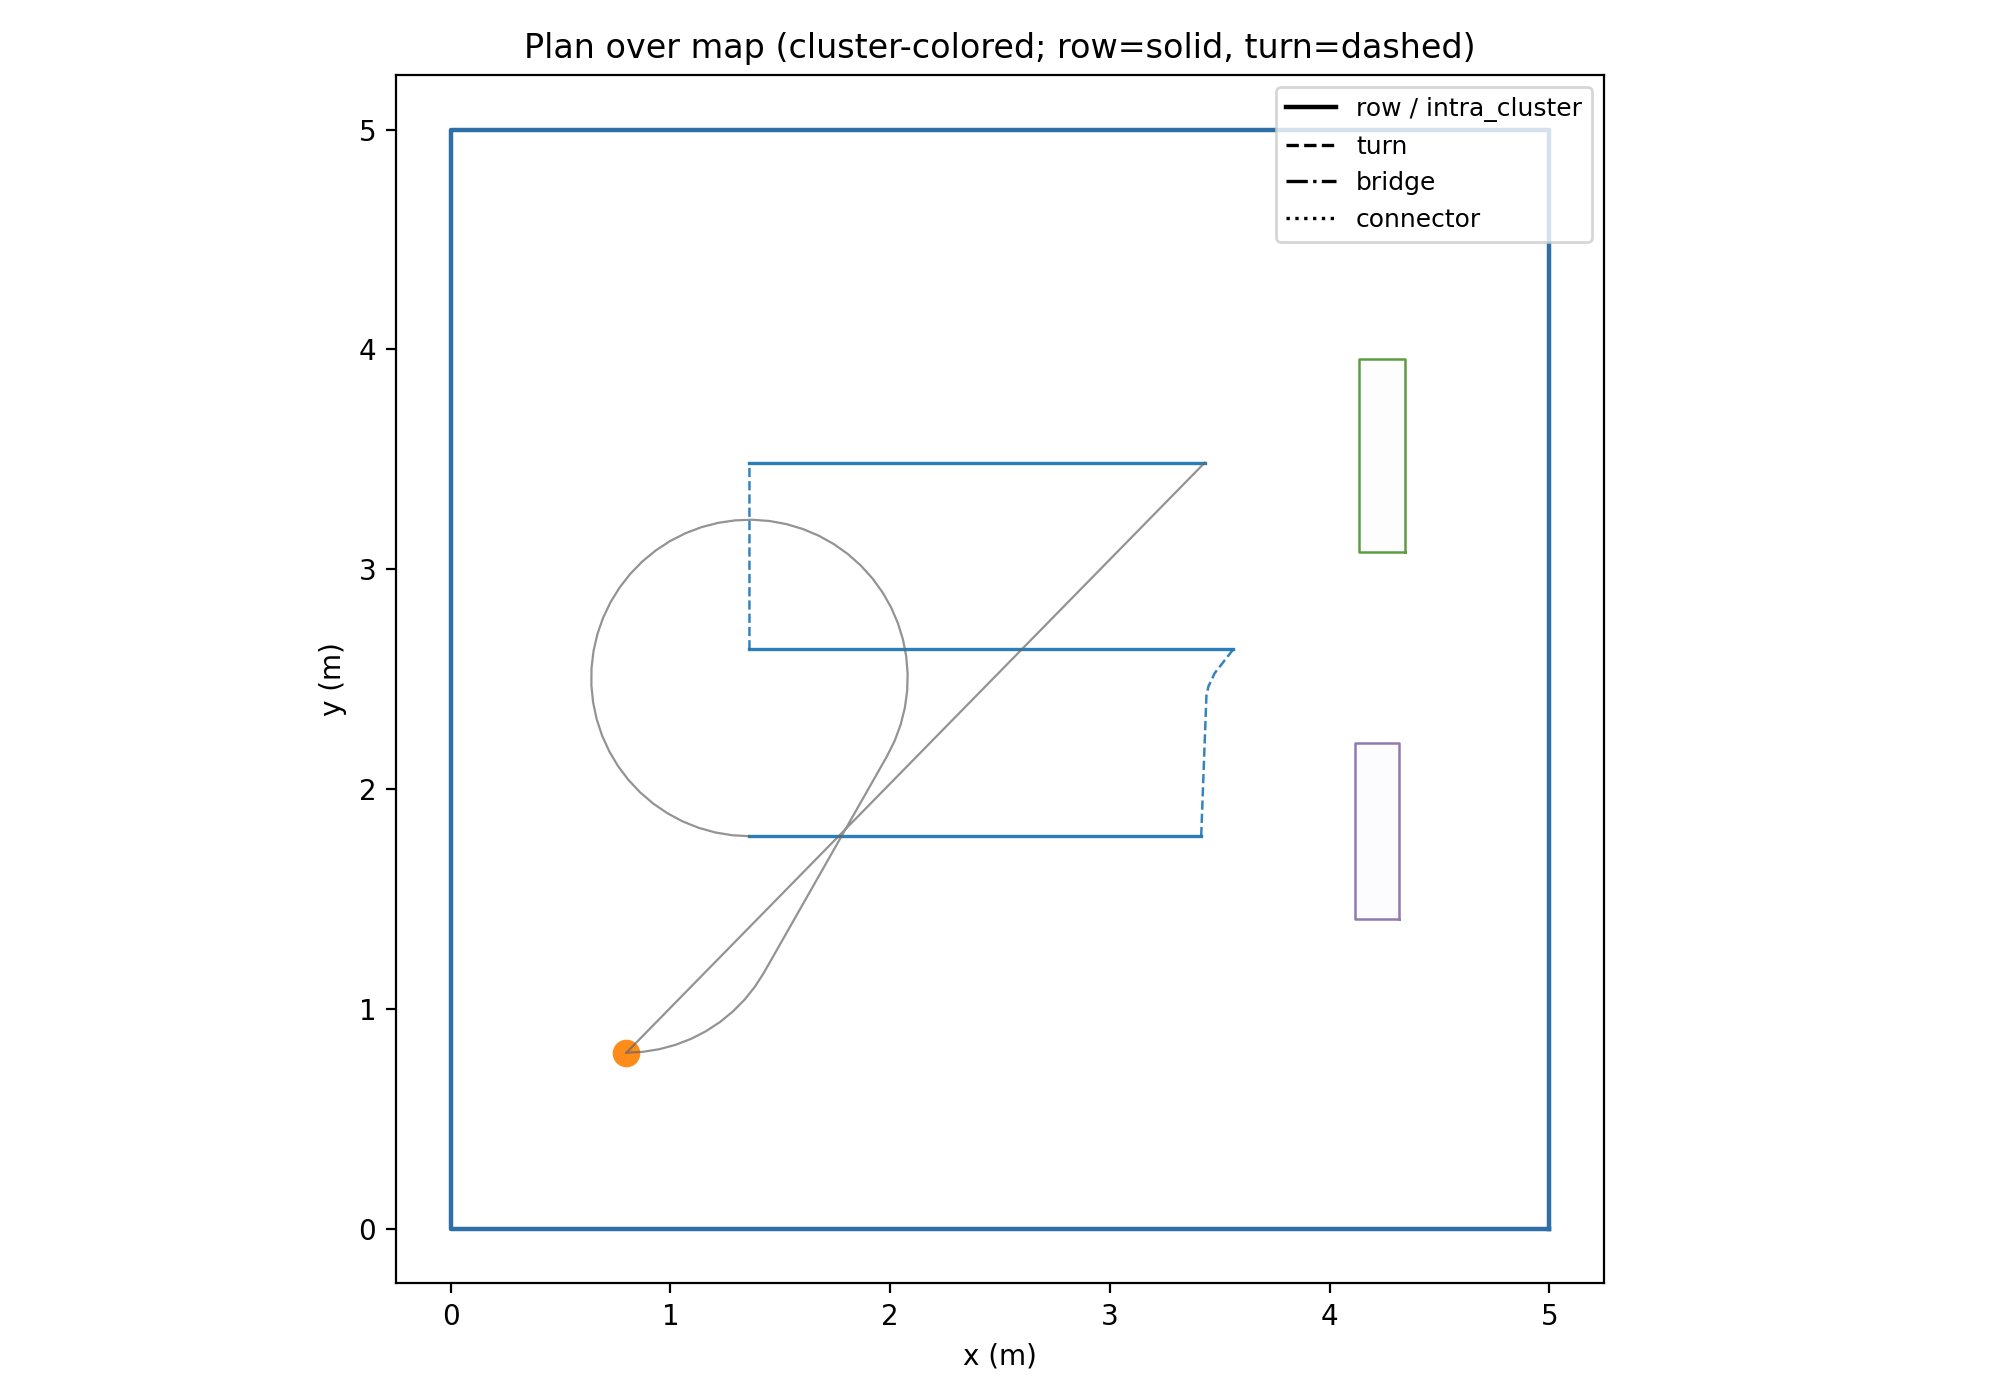 Plan over map (cluster-colored; row=solid, turn=dashed)
row / intra_cluster
turn
bridge
connector
5
4
3
2
1
0
y (m)
0 1 2 3 4 5
x (m)